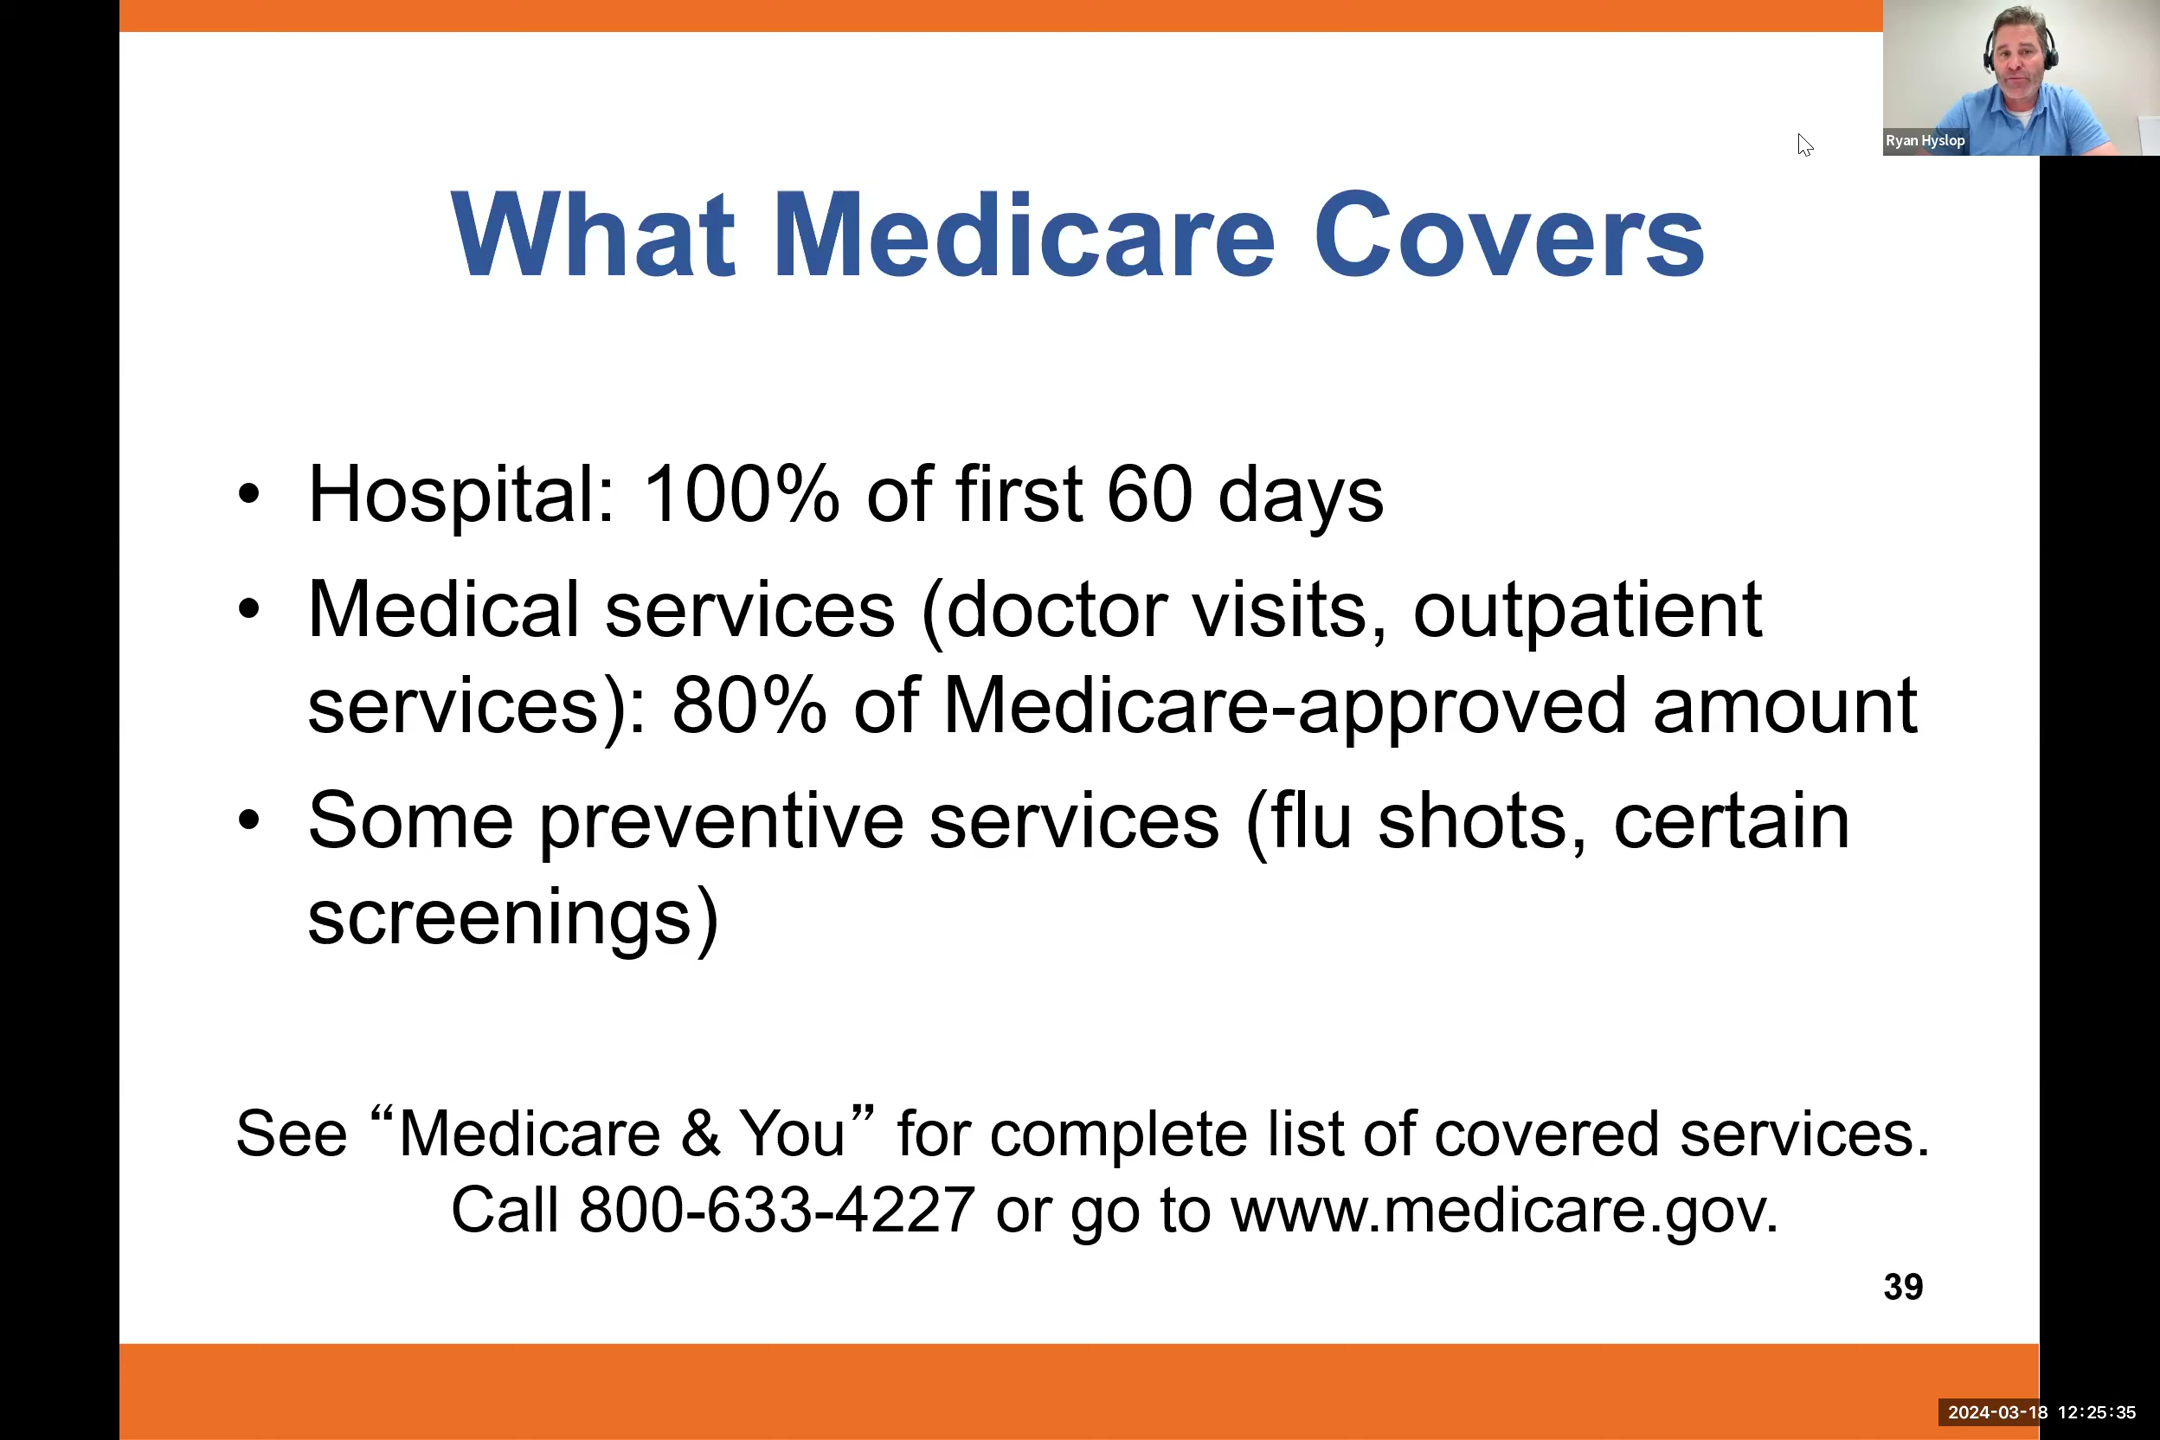 Ryan Hyslop
What Medicare Covers
• Hospital: 100% of first 60 days
• Medical services (doctor visits, outpatient
services): 80% of Medicare-approved amount
• Some preventive services (flu shots, certain
screenings)
See “Medicare & You” for complete list of covered services.
Call 800-633-4227 or go to www.medicare.gov.
39
2024-03-18 12:25:35